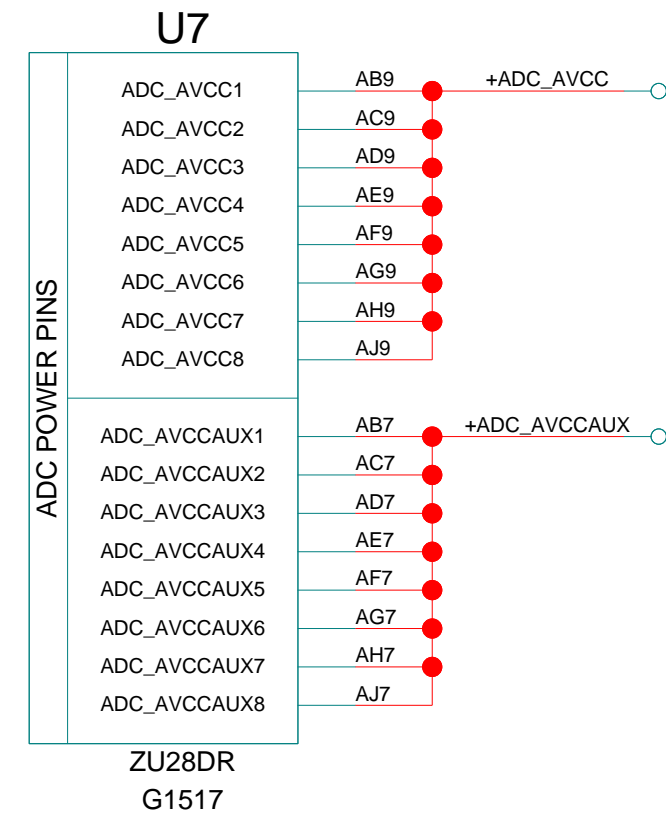 U7
ADC POWER PINS
ADC_AVCC1 AB9 +ADC_AVCC
ADC_AVCC2 AC9
ADC_AVCC3 AD9
ADC_AVCC4 AE9
ADC_AVCC5 AF9
ADC_AVCC6 AG9
ADC_AVCC7 AH9
ADC_AVCC8 AJ9
ADC_AVCCAUX1 AB7 +ADC_AVCCAUX
ADC_AVCCAUX2 AC7
ADC_AVCCAUX3 AD7
ADC_AVCCAUX4 AE7
ADC_AVCCAUX5 AF7
ADC_AVCCAUX6 AG7
ADC_AVCCAUX7 AH7
ADC_AVCCAUX8 AJ7
ZU28DR
G1517